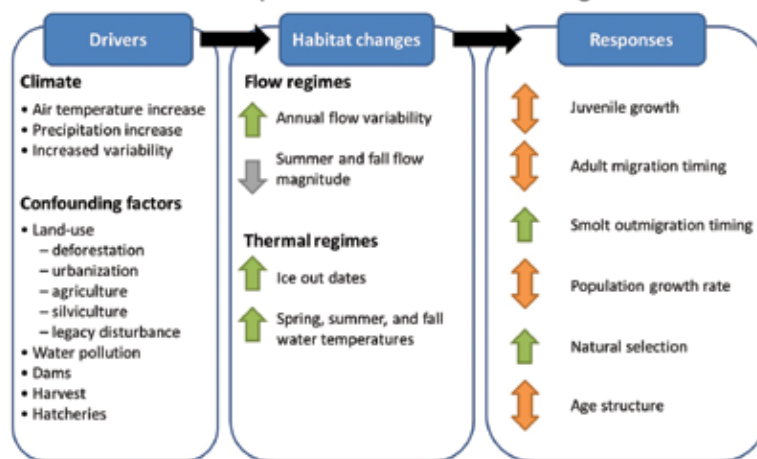 Drivers
Habitat changes
Responses
Climate
• Air temperature increase
• Precipitation increase
• Increased variability
Confounding factors
• Land-use
– deforestation
– urbanization
– agriculture
– silviculture
– legacy disturbance
• Water pollution
• Dams
• Harvest
• Hatcheries
Flow regimes
Annual flow variability
Summer and fall flow
magnitude
Thermal regimes
Ice out dates
Spring, summer, and fall
water temperatures
Juvenile growth
Adult migration timing
Smolt outmigration timing
Population growth rate
Natural selection
Age structure